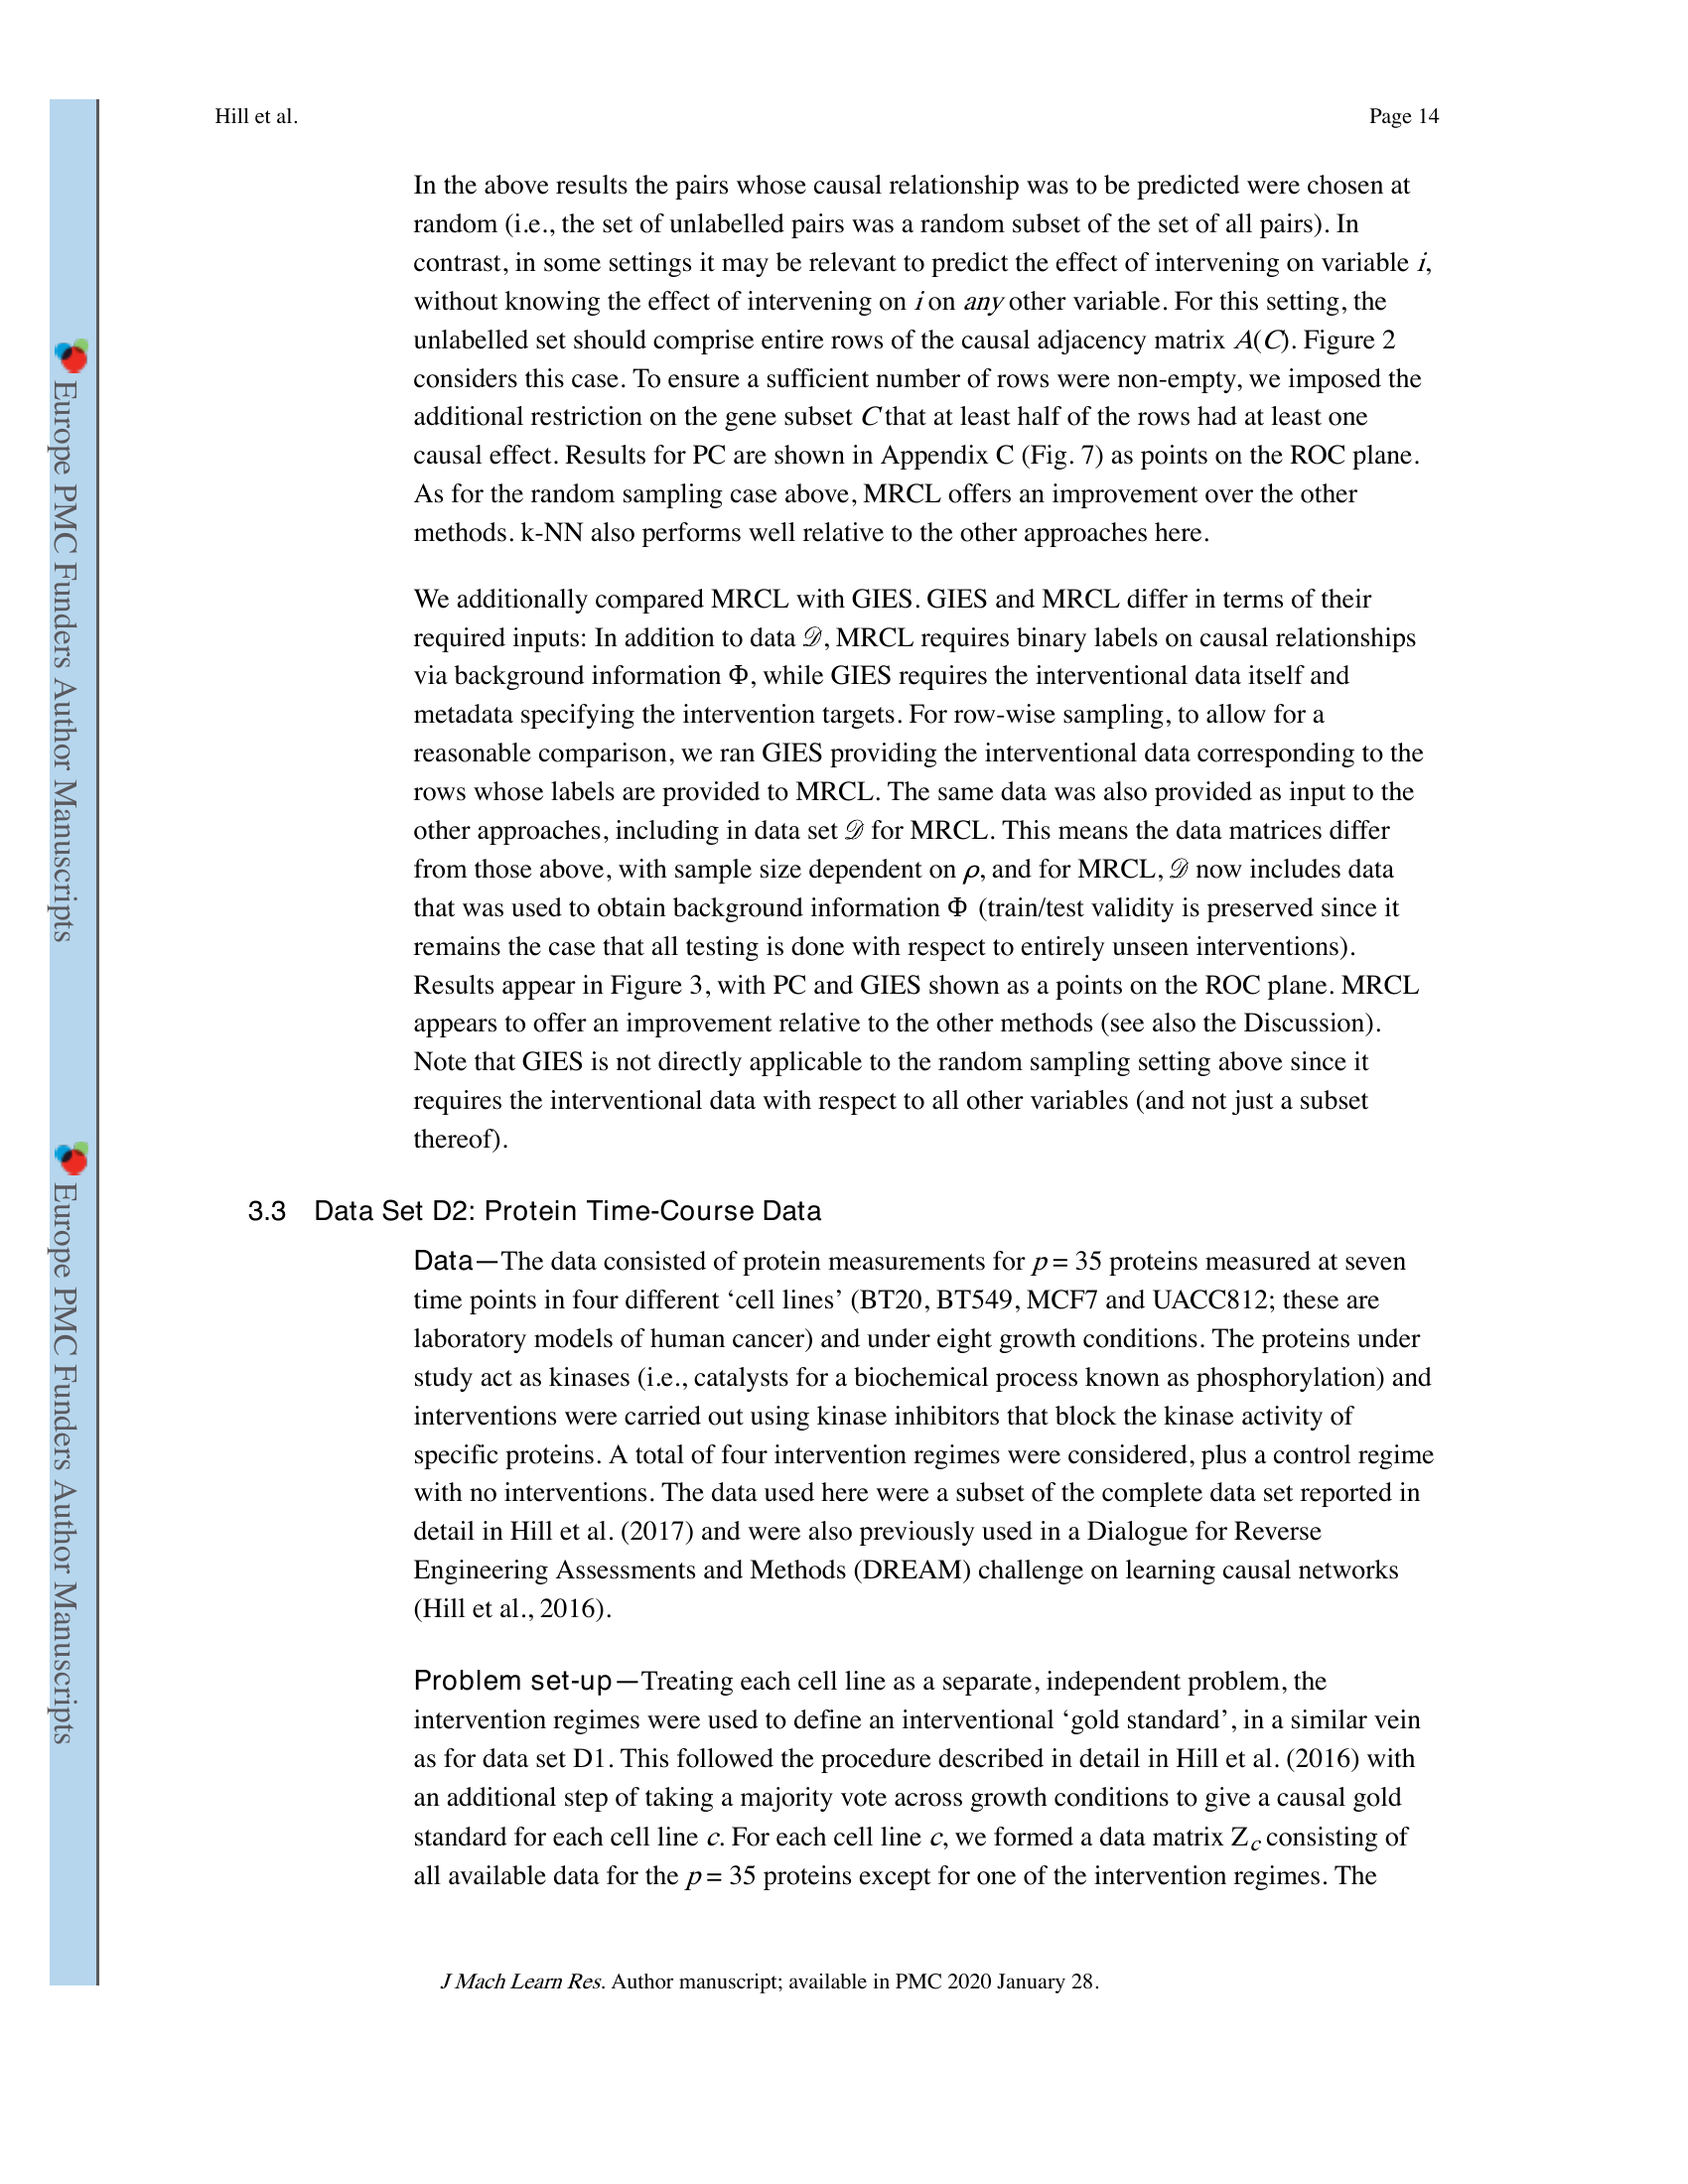 Hill et al.
Page 14
In the above results the pairs whose causal relationship was to be predicted were chosen at
random (i.e., the set of unlabelled pairs was a random subset of the set of all pairs). In
contrast, in some settings it may be relevant to predict the effect of intervening on variable i,
without knowing the effect of intervening on i on any other variable. For this setting, the
unlabelled set should comprise entire rows of the causal adjacency matrix A(C). Figure 2
considers this case. To ensure a sufficient number of rows were non-empty, we imposed the
additional restriction on the gene subset C that at least half of the rows had at least one
causal effect. Results for PC are shown in Appendix C (Fig. 7) as points on the ROC plane.
As for the random sampling case above, MRCL offers an improvement over the other
methods. k-NN also performs well relative to the other approaches here.
We additionally compared MRCL with GIES. GIES and MRCL differ in terms of their
required inputs: In addition to data 𝒟, MRCL requires binary labels on causal relationships
via background information Φ, while GIES requires the interventional data itself and
metadata specifying the intervention targets. For row-wise sampling, to allow for a
reasonable comparison, we ran GIES providing the interventional data corresponding to the
rows whose labels are provided to MRCL. The same data was also provided as input to the
other approaches, including in data set 𝒟 for MRCL. This means the data matrices differ
from those above, with sample size dependent on ρ, and for MRCL, 𝒟 now includes data
that was used to obtain background information Φ (train/test validity is preserved since it
remains the case that all testing is done with respect to entirely unseen interventions).
Results appear in Figure 3, with PC and GIES shown as a points on the ROC plane. MRCL
appears to offer an improvement relative to the other methods (see also the Discussion).
Note that GIES is not directly applicable to the random sampling setting above since it
requires the interventional data with respect to all other variables (and not just a subset
thereof).
3.3 Data Set D2: Protein Time-Course Data
Data—The data consisted of protein measurements for p = 35 proteins measured at seven
time points in four different ‘cell lines’ (BT20, BT549, MCF7 and UACC812; these are
laboratory models of human cancer) and under eight growth conditions. The proteins under
study act as kinases (i.e., catalysts for a biochemical process known as phosphorylation) and
interventions were carried out using kinase inhibitors that block the kinase activity of
specific proteins. A total of four intervention regimes were considered, plus a control regime
with no interventions. The data used here were a subset of the complete data set reported in
detail in Hill et al. (2017) and were also previously used in a Dialogue for Reverse
Engineering Assessments and Methods (DREAM) challenge on learning causal networks
(Hill et al., 2016).
Problem set-up—Treating each cell line as a separate, independent problem, the
intervention regimes were used to define an interventional ‘gold standard’, in a similar vein
as for data set D1. This followed the procedure described in detail in Hill et al. (2016) with
an additional step of taking a majority vote across growth conditions to give a causal gold
standard for each cell line c. For each cell line c, we formed a data matrix Zc consisting of
all available data for the p = 35 proteins except for one of the intervention regimes. The
J Mach Learn Res. Author manuscript; available in PMC 2020 January 28.
Europe PMC Funders Author Manuscripts
Europe PMC Funders Author Manuscripts